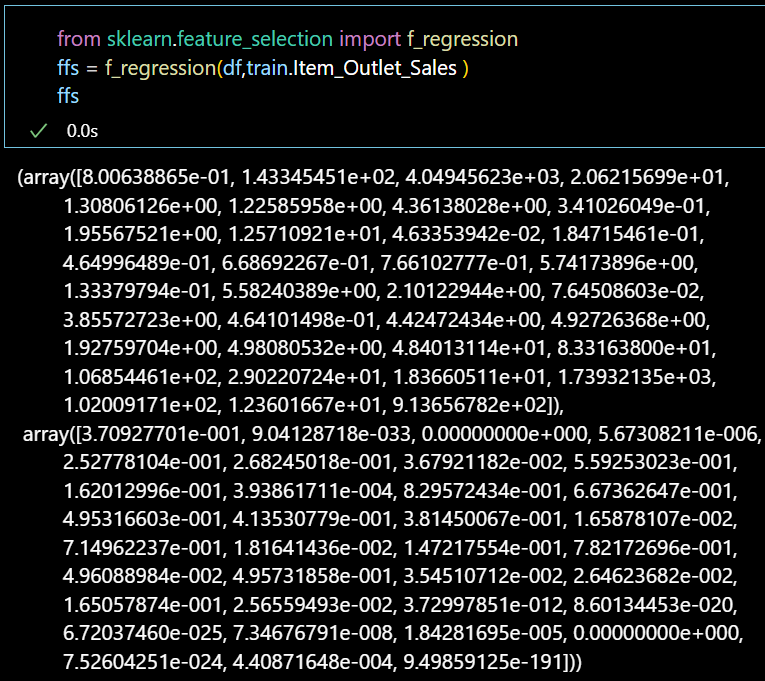 from sklearn.feature_selection import f_regression
ffs = f_regression(df,train.Item_Outlet_Sales )
ffs
0.0s
(array([8.00638865e-01, 1.43345451e+02, 4.04945623e+03, 2.06215699e+01,
1.30806126e+00, 1.22585958e+00, 4.36138028e+00, 3.41026049e-01,
1.95567521e+00, 1.25710921e+01, 4.63353942e-02, 1.84715461e-01,
4.64996489e-01, 6.68692267e-01, 7.66102777e-01, 5.74173896e+00,
1.33379794e-01, 5.58240389e+00, 2.10122944e+00, 7.64508603e-02,
3.85572723e+00, 4.64101498e-01, 4.42472434e+00, 4.92726368e+00,
1.92759704e+00, 4.98080532e+00, 4.84013114e+01, 8.33163800e+01,
1.06854461e+02, 2.90220724e+01, 1.83660511e+01, 1.73932135e+03,
1.02009171e+02, 1.23601667e+01, 9.13656782e+02]),
array([3.70927701e-001, 9.04128718e-033, 0.00000000e+000, 5.67308211e-006,
2.52778104e-001, 2.68245018e-001, 3.67921182e-002, 5.59253023e-001,
1.62012996e-001, 3.93861711e-004, 8.29572434e-001, 6.67362647e-001,
4.95316603e-001, 4.13530779e-001, 3.81450067e-001, 1.65878107e-002,
7.14962237e-001, 1.81641436e-002, 1.47217554e-001, 7.82172696e-001,
4.96088984e-002, 4.95731858e-001, 3.54510712e-002, 2.64623682e-002,
1.65057874e-001, 2.56559493e-002, 3.72997851e-012, 8.60134453e-020,
6.72037460e-025, 7.34676791e-008, 1.84281695e-005, 0.00000000e+000,
7.52604251e-024, 4.40871648e-004, 9.49859125e-191]))